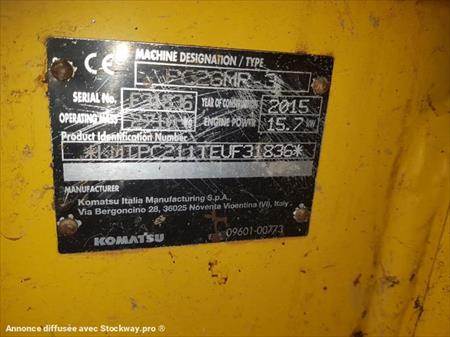 CE
MACHINE DESIGNATION / TYPE
PC26MR-3
SERIAL No. F31836 YEAR OF CONSTRUCTION 2015
OPERATING MASS kg ENGINE POWER 15.7 kW
Product Identification Number
*KMTPC211TEUF31836*
MANUFACTURER
Komatsu Italia Manufacturing S.p.A.
Via Bergoncino 28, 36025 Noventa Vicentina (VI), Italy
KOMATSU
09601-00773
Annonce diffusée avec Stockway.pro ®